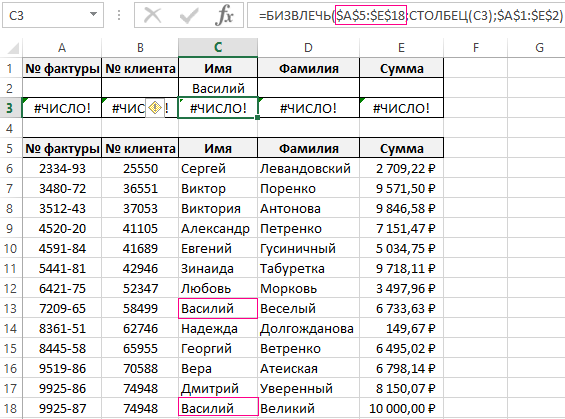 C3 =БИЗВЛЕЧЬ($A$5:$E$18;СТОЛБЕЦ(C3);$A$1:$E$2)
A B C D E F G
1 № фактуры № клиента Имя Фамилия Сумма
2 Василий
3 #ЧИСЛО! #ЧИС ! #ЧИСЛО! #ЧИСЛО! #ЧИСЛО!
4
5 № фактуры № клиента Имя Фамилия Сумма
6 2334-93 25550 Сергей Левандовский 2 709,22 ₽
7 3480-72 36551 Виктор Поренко 9 571,50 ₽
8 3512-43 37053 Виктория Антонова 9 846,58 ₽
9 4520-20 41105 Александр Петренко 7 151,47 ₽
10 4591-84 41689 Евгений Гусиничный 5 034,75 ₽
11 5441-81 42946 Зинаида Табуретка 9 718,11 ₽
12 6421-75 52347 Любовь Морковь 3 497,96 ₽
13 7209-65 58499 Василий Веселый 6 733,63 ₽
14 8361-51 62746 Надежда Долгожданова 149,67 ₽
15 8445-58 65955 Георгий Ветренко 6 495,02 ₽
16 9519-86 70588 Вера Атеиская 6 798,14 ₽
17 9925-86 74948 Дмитрий Уверенный 8 150,07 ₽
18 9925-87 74948 Василий Великий 10 000,00 ₽